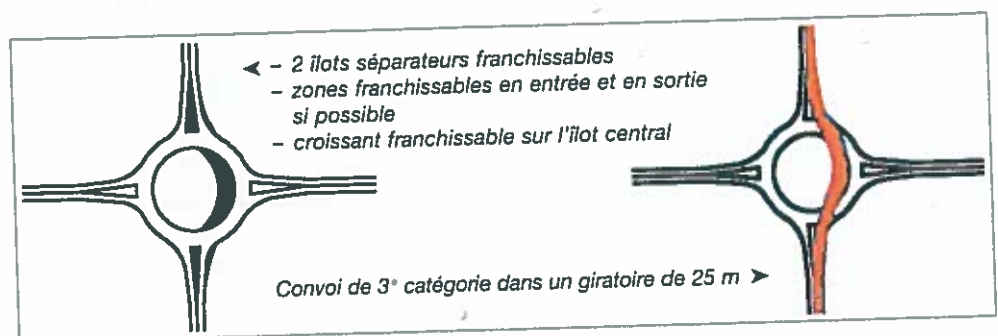 – 2 îlots séparateurs franchissables
– zones franchissables en entrée et en sortie
si possible
– croissant franchissable sur l'îlot central
Convoi de 3e catégorie dans un giratoire de 25 m